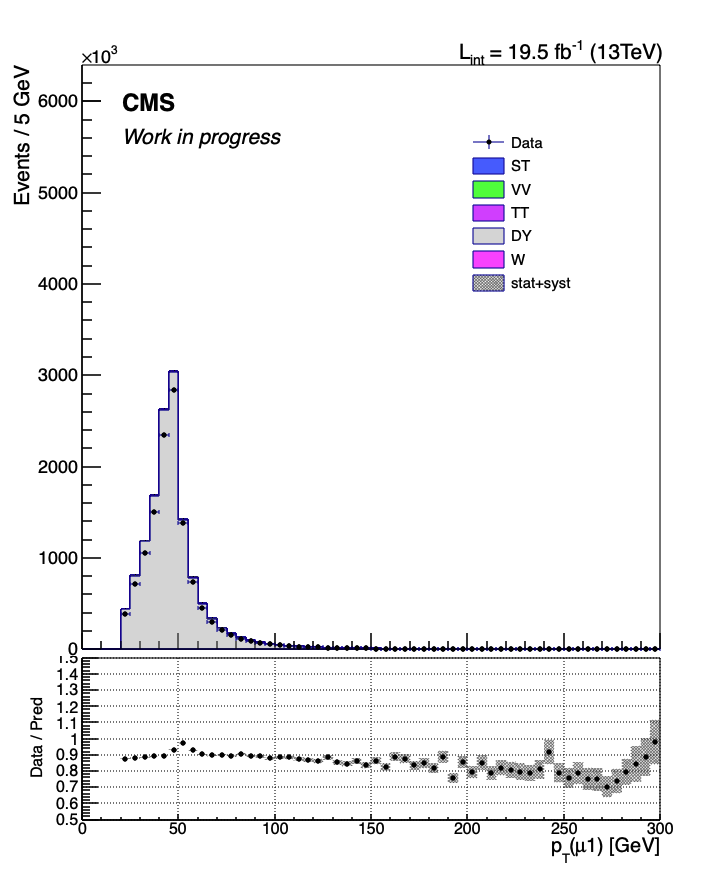 ×10³
L_int = 19.5 fb⁻¹ (13TeV)
Events / 5 GeV
6000
5000
4000
3000
2000
1000
0
CMS
Work in progress
Data
ST
VV
TT
DY
W
stat+syst
Data / Pred
1.5
1.4
1.3
1.2
1.1
1
0.9
0.8
0.7
0.6
0.5
0 50 100 150 200 250 300
p_T(μ1) [GeV]